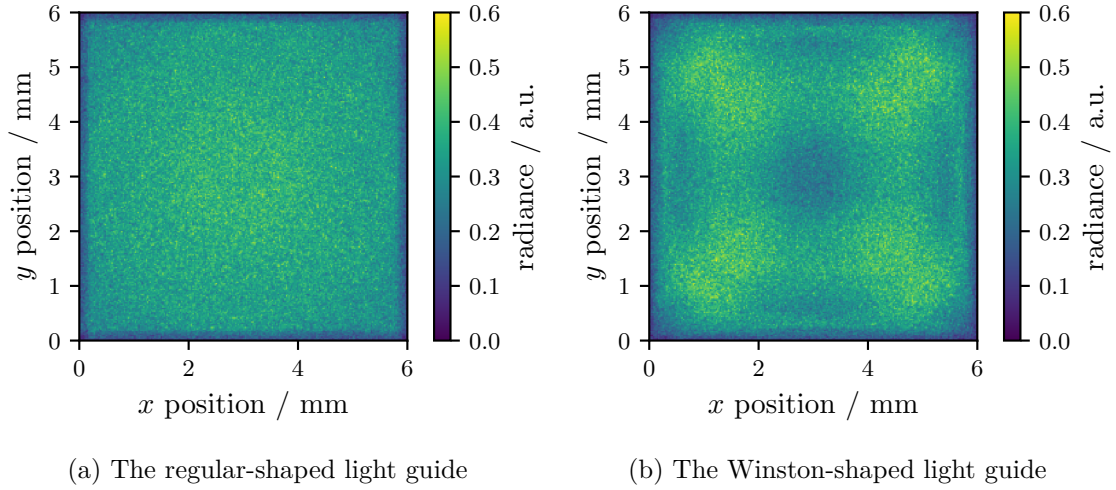 6
5
4
3
2
1
0
y position / mm
0 2 4 6
x position / mm
0.6
0.5
0.4
0.3
0.2
0.1
0.0
radiance / a.u.
(a) The regular-shaped light guide
6
5
4
3
2
1
0
y position / mm
0 2 4 6
x position / mm
0.6
0.5
0.4
0.3
0.2
0.1
0.0
radiance / a.u.
(b) The Winston-shaped light guide